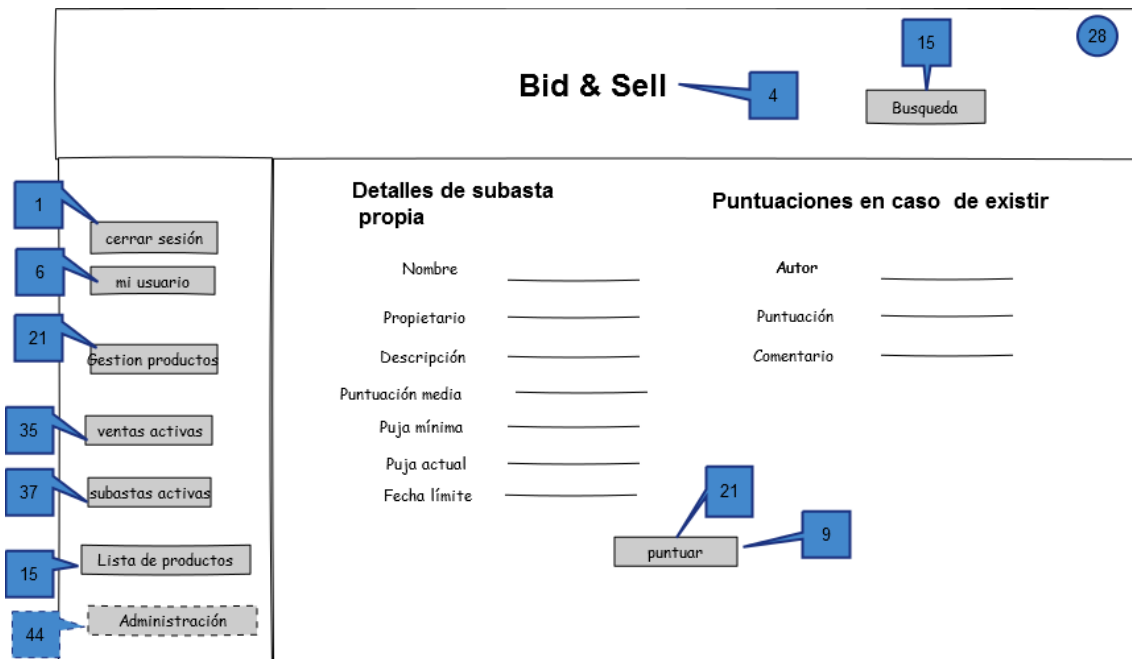 28
15
Bid & Sell
4
Busqueda
1
cerrar sesión
6
mi usuario
21
Gestion productos
35
ventas activas
37
subastas activas
15
Lista de productos
44
Administración
Detalles de subasta
propia
Nombre
Propietario
Descripción
Puntuación media
Puja mínima
Puja actual
Fecha límite
Puntuaciones en caso de existir
Autor
Puntuación
Comentario
21
9
puntuar